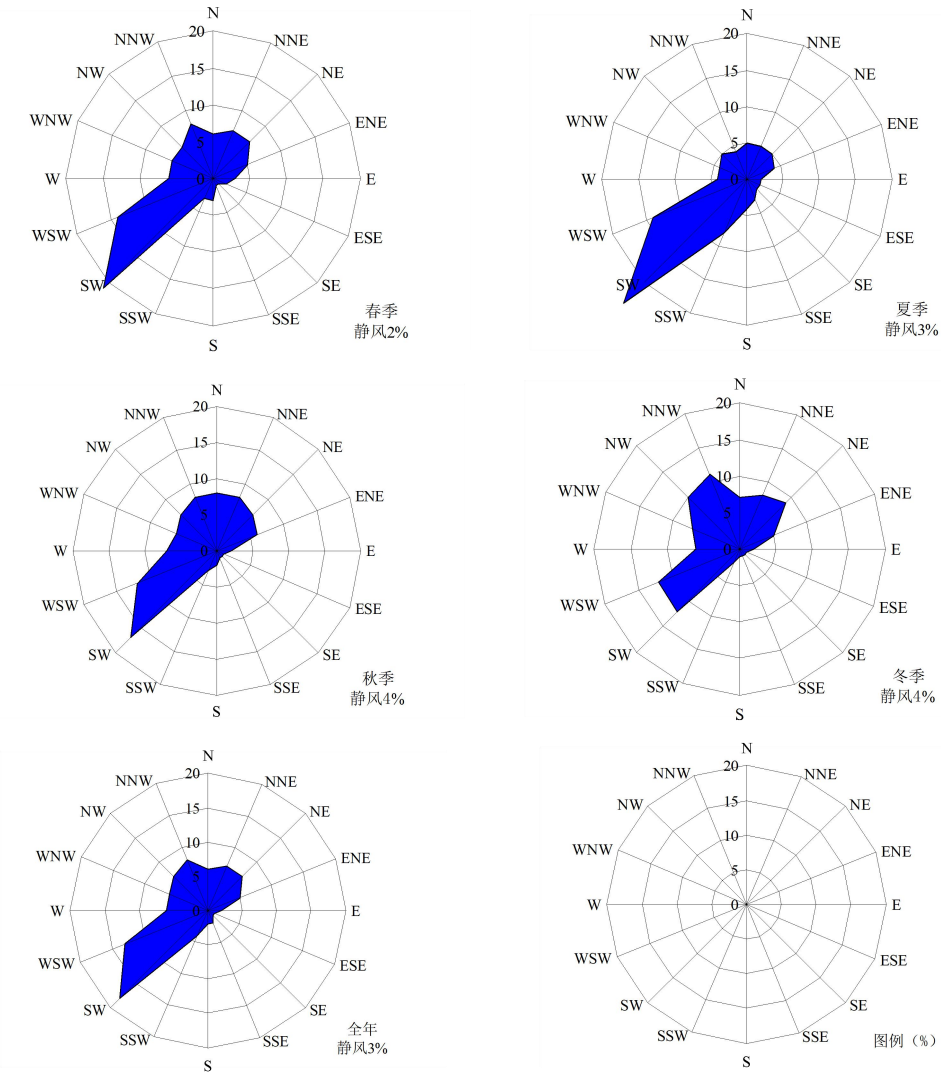 N
NNW
20
NNE
NW
15
NE
10
WNW
5
ENE
W
0
E
WSW
ESE
SW
SE
SSW
SSE
S
春季
静风2%
N
NNW
20
NNE
NW
15
NE
10
WNW
5
ENE
W
0
E
WSW
ESE
SW
SE
SSW
SSE
S
夏季
静风3%
N
NNW
20
NNE
NW
15
NE
10
WNW
5
ENE
W
0
E
WSW
ESE
SW
SE
SSW
SSE
S
秋季
静风4%
N
NNW
20
NNE
NW
15
NE
10
WNW
5
ENE
W
0
E
WSW
ESE
SW
SE
SSW
SSE
S
冬季
静风4%
N
NNW
20
NNE
NW
15
NE
10
WNW
5
ENE
W
0
E
WSW
ESE
SW
SE
SSW
SSE
S
全年
静风3%
N
NNW
20
NNE
NW
15
NE
10
WNW
5
ENE
W
0
E
WSW
ESE
SW
SE
SSW
SSE
S
图例（%）